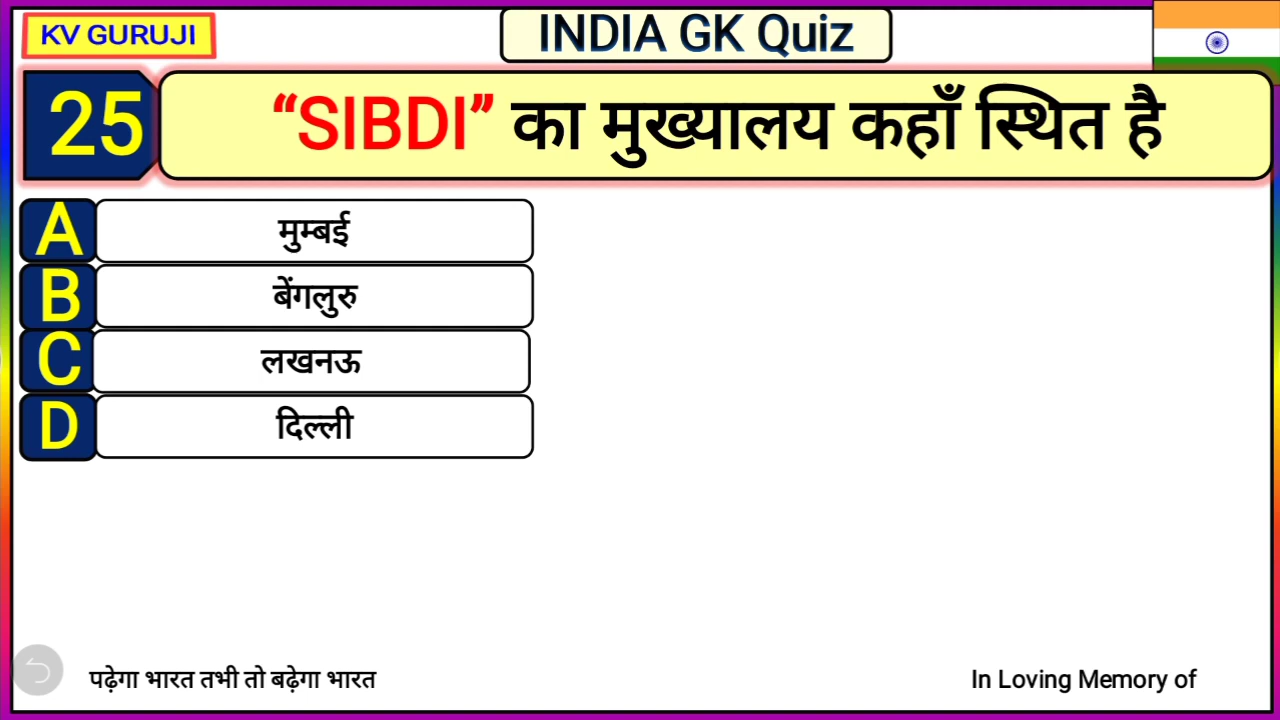 KV GURUJI
INDIA GK Quiz
25
“SIBDI” का मुख्यालय कहाँ स्थित है
A
मुम्बई
B
बेंगलुरु
C
लखनऊ
D
दिल्ली
पढ़ेगा भारत तभी तो बढ़ेगा भारत
In Loving Memory of